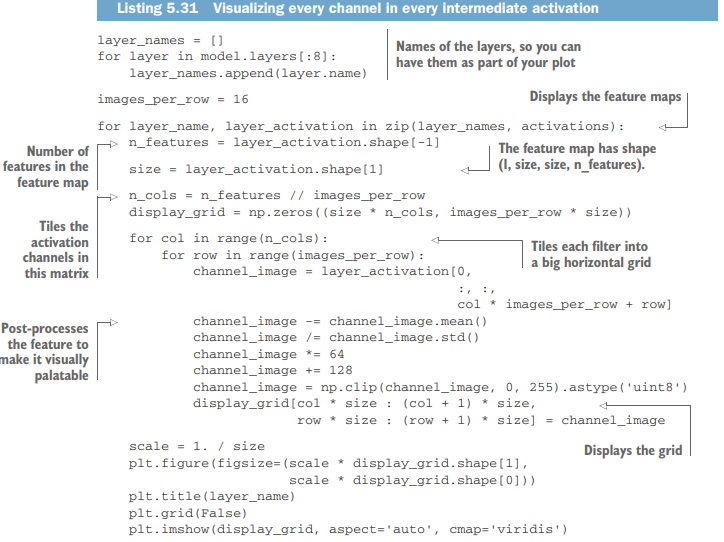 Listing 5.31 Visualizing every channel in every intermediate activation
layer_names = []
for layer in model.layers[:8]:
    layer_names.append(layer.name)
Names of the layers, so you can
have them as part of your plot
images_per_row = 16
Displays the feature maps
for layer_name, layer_activation in zip(layer_names, activations):
    n_features = layer_activation.shape[-1]
Number of
features in the
feature map
The feature map has shape
(1, size, size, n_features).
    size = layer_activation.shape[1]
    n_cols = n_features // images_per_row
    display_grid = np.zeros((size * n_cols, images_per_row * size))
Tiles the
activation
channels in
this matrix
    for col in range(n_cols):
        for row in range(images_per_row):
Tiles each filter into
a big horizontal grid
            channel_image = layer_activation[0,
                                             :, :,
                                             col * images_per_row + row]
Post-processes
the feature to
make it visually
palatable
            channel_image -= channel_image.mean()
            channel_image /= channel_image.std()
            channel_image *= 64
            channel_image += 128
            channel_image = np.clip(channel_image, 0, 255).astype('uint8')
            display_grid[col * size : (col + 1) * size,
                         row * size : (row + 1) * size] = channel_image
Displays the grid
    scale = 1. / size
    plt.figure(figsize=(scale * display_grid.shape[1],
                        scale * display_grid.shape[0]))
    plt.title(layer_name)
    plt.grid(False)
    plt.imshow(display_grid, aspect='auto', cmap='viridis')